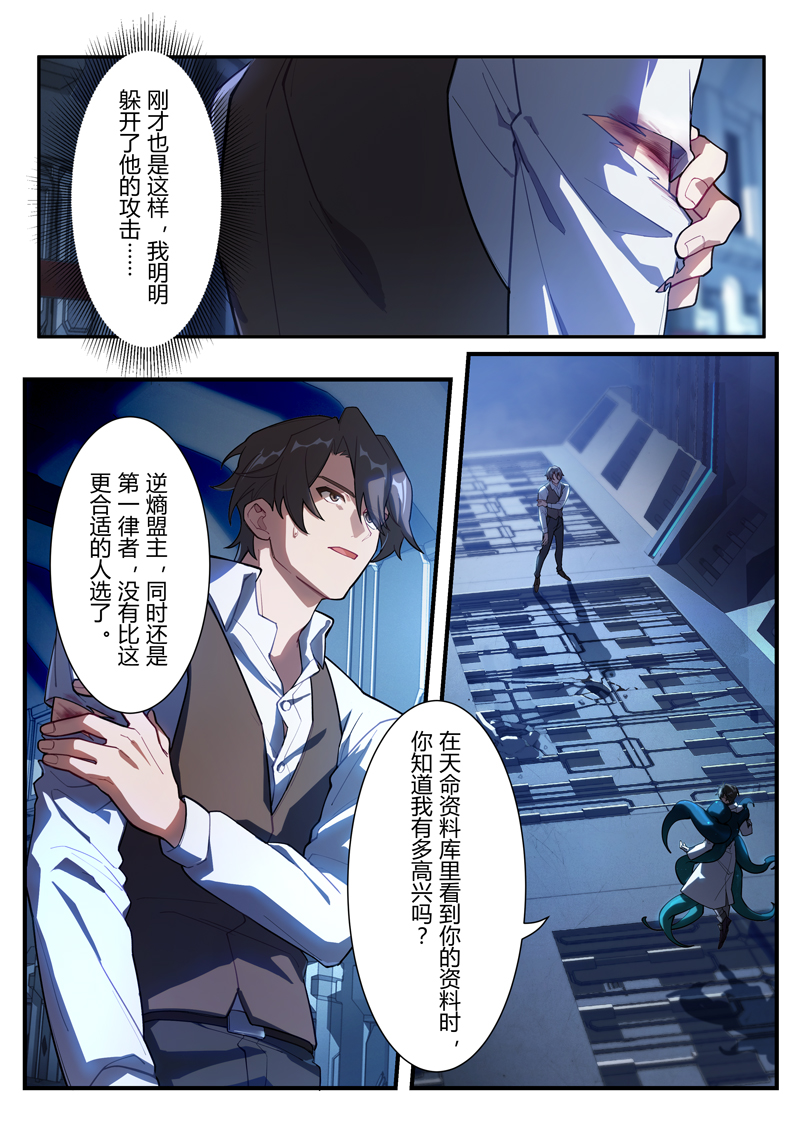 刚才也是这样，我明明
躲开了他的攻击……
在天命资料库里看到你的资料时，
你知道我有多高兴吗？
逆熵盟主，同时还是
第一律者，没有比这
更合适的人选了。